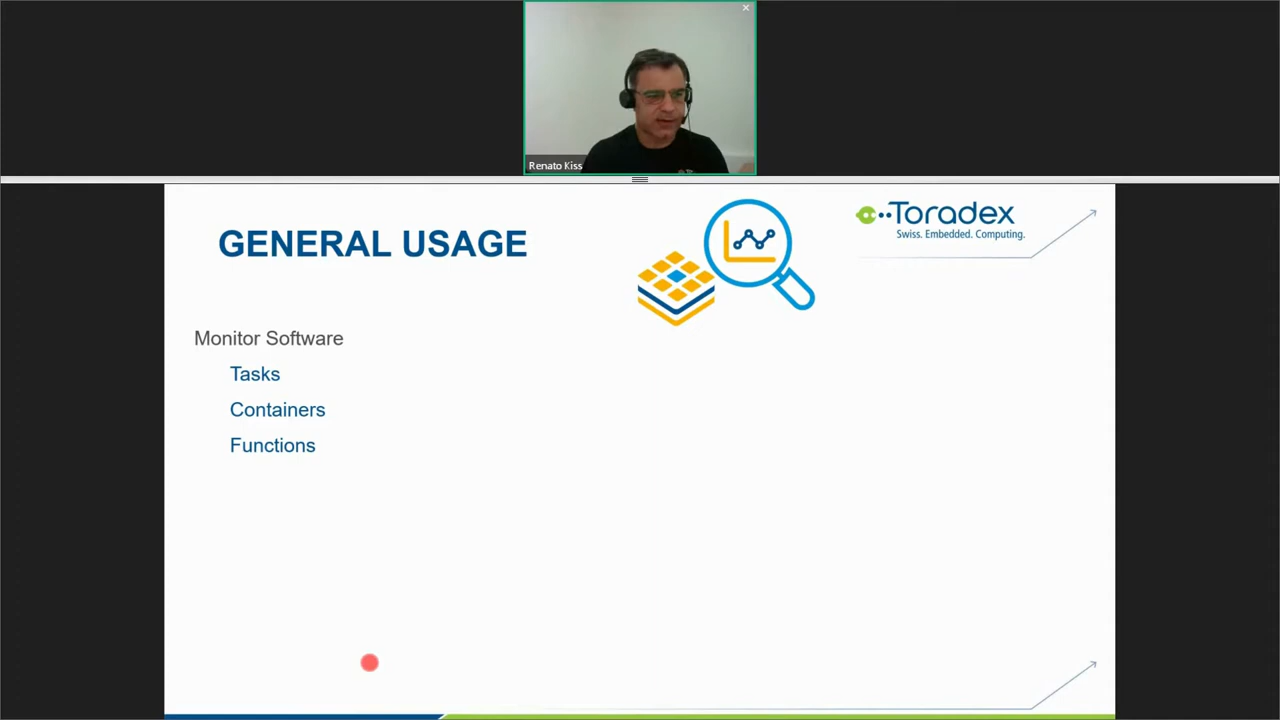 Renato Kiss
GENERAL USAGE
Toradex
Swiss. Embedded. Computing.
Monitor Software
Tasks
Containers
Functions